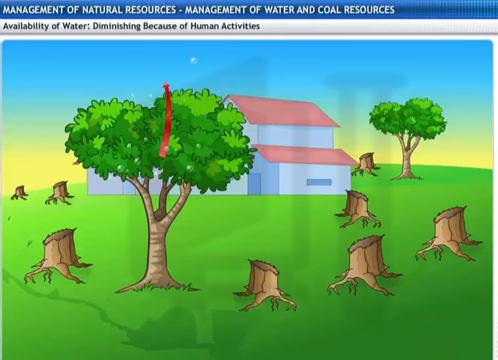 MANAGEMENT OF NATURAL RESOURCES - MANAGEMENT OF WATER AND COAL RESOURCES
Availability of Water: Diminishing Because of Human Activities